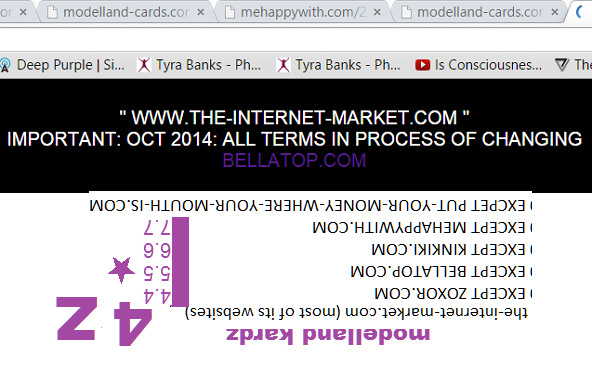 modelland-cards.cor
mehappywith.com/2
modelland-cards.cor
Deep Purple | Si... Tyra Banks - Ph... Tyra Banks - Ph... Is Consciousnes... The
" WWW.THE-INTERNET-MARKET.COM "
IMPORTANT: OCT 2014: ALL TERMS IN PROCESS OF CHANGING
BELLATOP.COM
modelland kardz
the-internet-market.com (most of its websites)
EXCEPT ZOXOR.COM 4.4
EXCEPT BELLATOP.COM 5.5
EXCEPT KINKIKI.COM 6.6
EXCEPT MEHAPPYWITH.COM 7.7
EXCPET PUT-YOUR-MONEY-WHERE-YOUR-MOUTH-IS.COM
4 Z